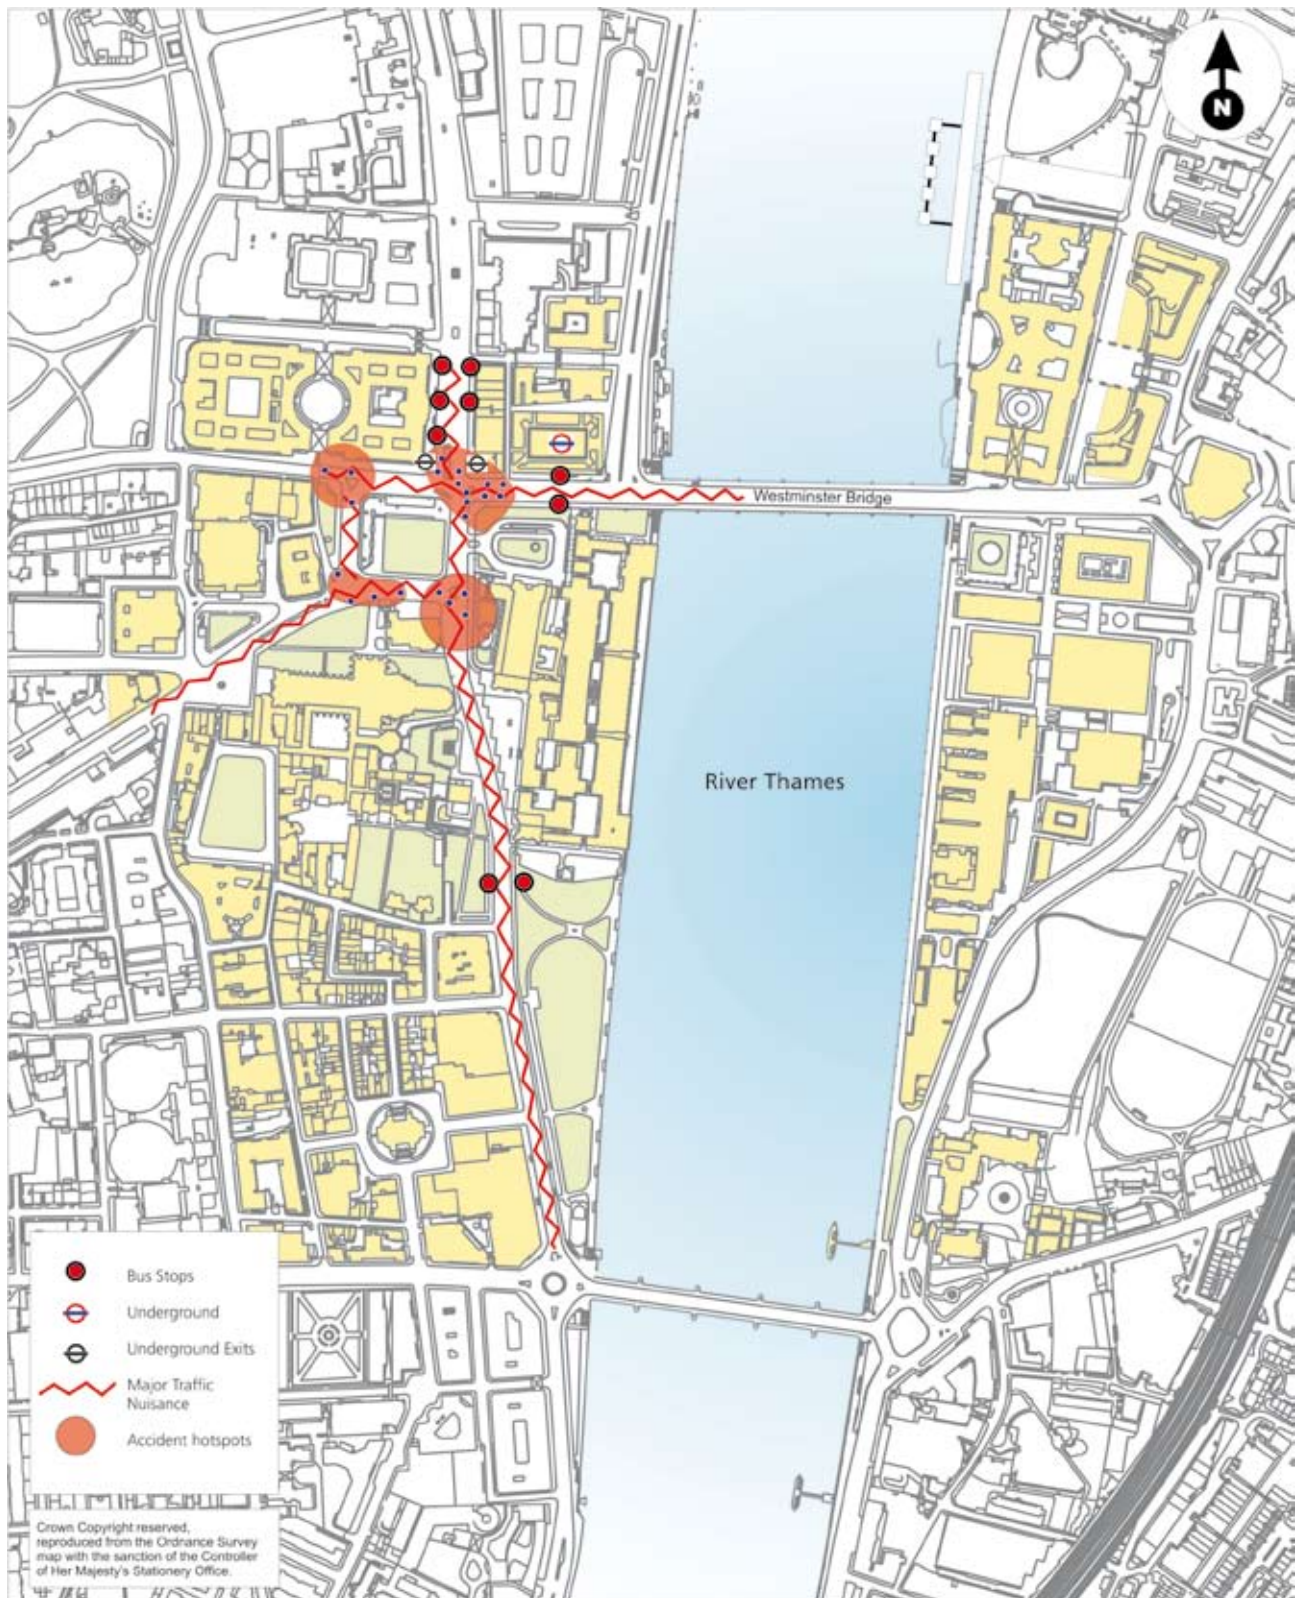 N
Westminster Bridge
River Thames
Bus Stops
Underground
Underground Exits
Major Traffic
Nuisance
Accident hotspots
Crown Copyright reserved,
reproduced from the Ordnance Survey
map with the sanction of the Controller
of Her Majesty's Stationery Office.